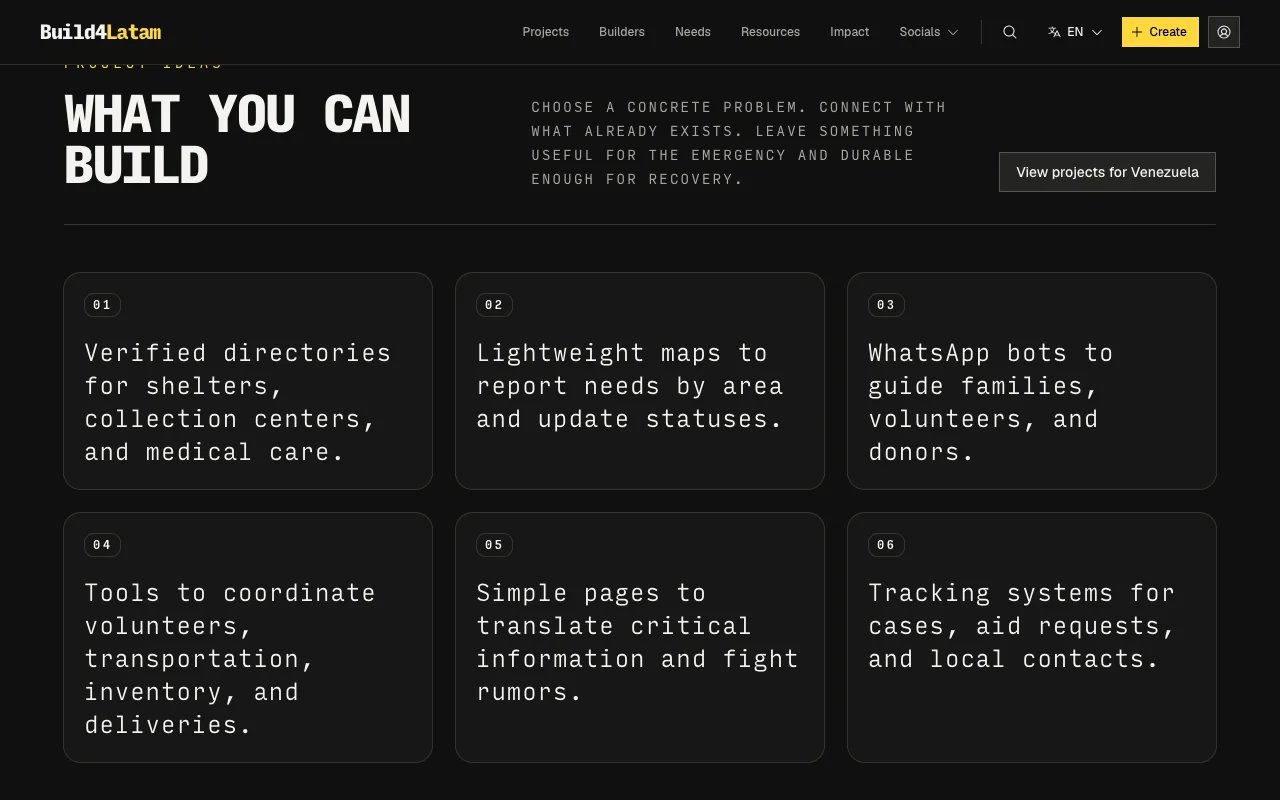 Build4Latam
Projects
Builders
Needs
Resources
Impact
Socials
EN
+ Create
PROJECT IDEAS
WHAT YOU CAN
BUILD
CHOOSE A CONCRETE PROBLEM. CONNECT WITH
WHAT ALREADY EXISTS. LEAVE SOMETHING
USEFUL FOR THE EMERGENCY AND DURABLE
ENOUGH FOR RECOVERY.
View projects for Venezuela
01
Verified directories
for shelters,
collection centers,
and medical care.
02
Lightweight maps to
report needs by area
and update statuses.
03
WhatsApp bots to
guide families,
volunteers, and
donors.
04
Tools to coordinate
volunteers,
transportation,
inventory, and
deliveries.
05
Simple pages to
translate critical
information and fight
rumors.
06
Tracking systems for
cases, aid requests,
and local contacts.